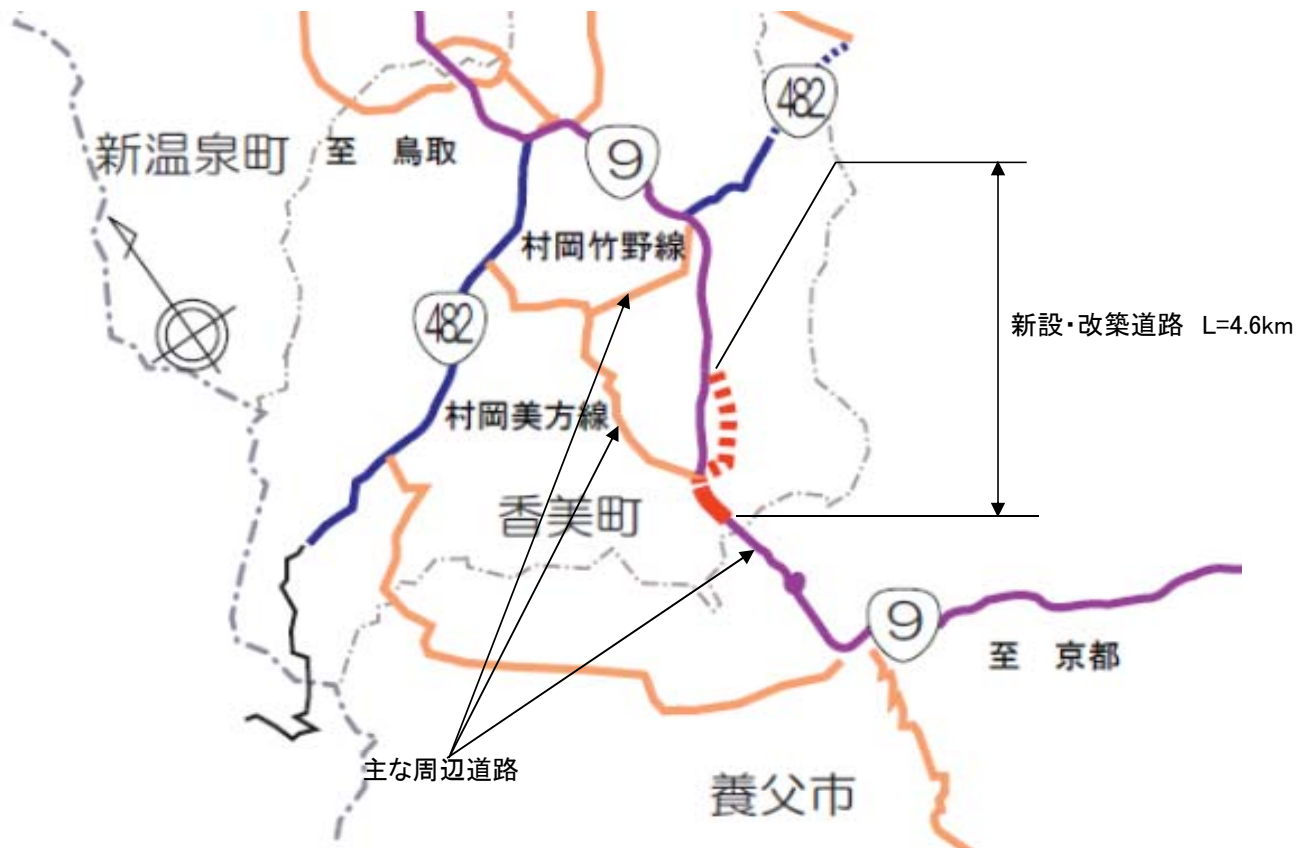 482
新温泉町
至 鳥取
9
村岡竹野線
482
新設・改築道路 L=4.6km
村岡美方線
香美町
9
至 京都
主な周辺道路
養父市